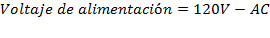 Voltaje de alimentación = 120V − AC